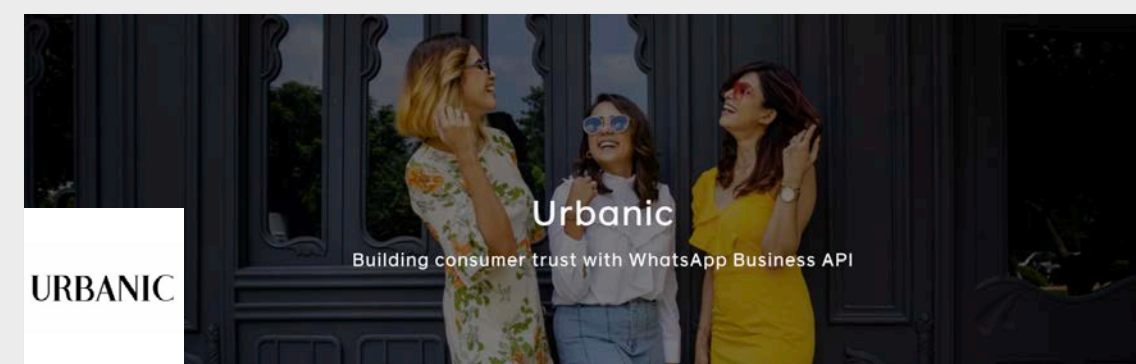 Urbanic
Building consumer trust with WhatsApp Business API
URBANIC